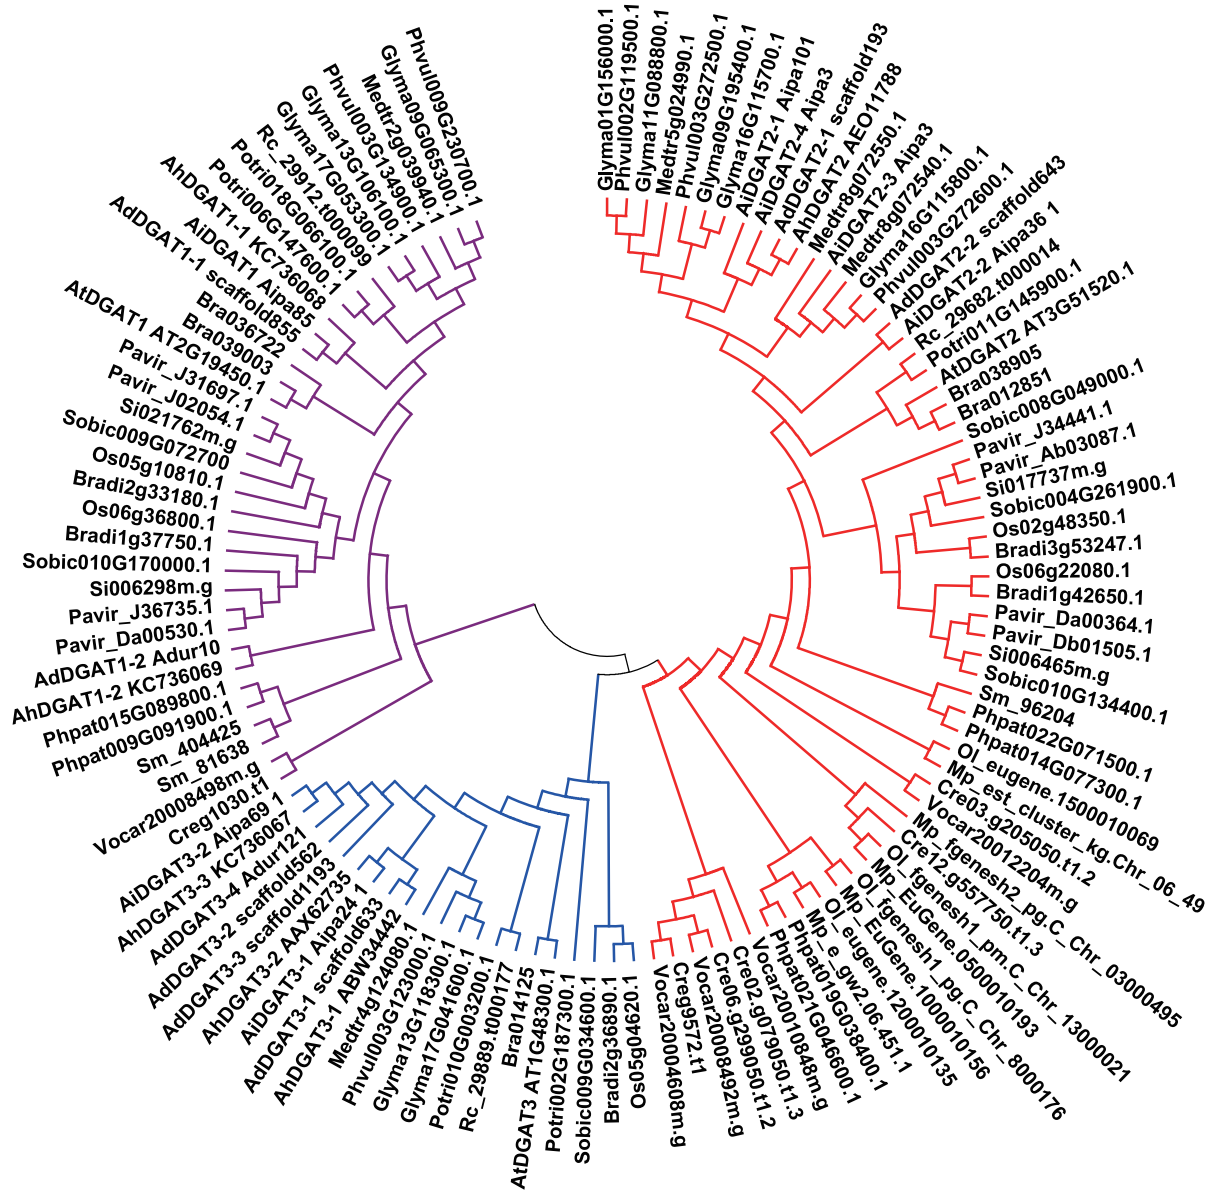 Glyma01G156000.1
Phvul002G119500.1
Glyma11G088800.1
Medtr5g024990.1
Phvul003G272500.1
Glyma09G195400.1
Glyma16G115700.1
AiDGAT2-1 Aipa101
AiDGAT2-4 Aipa3
AdDGAT2-1 scaffold193
AhDGAT2 AEO11788
Medtr8g072550.1
AiDGAT2-3 Aipa3
Medtr8g072540.1
Glyma16G115800.1
Phvul003G272600.1
AdDGAT2-2 scaffold643
AiDGAT2-2 Aipa36 1
Rc_29682.t000014
Potri011G145900.1
AtDGAT2 AT3G51520.1
Bra038905
Bra012851
Sobic008G049000.1
Pavir_J34441.1
Pavir_Ab03087.1
Si017737m.g
Sobic004G261900.1
Os02g48350.1
Bradi3g53247.1
Os06g22080.1
Bradi1g42650.1
Pavir_Da00364.1
Pavir_Db01505.1
Si006465m.g
Sobic010G134400.1
Sm_96204
Phpat022G071500.1
Phpat014G077300.1
Ol_eugene.1500010069
Mp_est_cluster_kg.Chr_06_49
Cre03.g205050.t1.2
Vocar20012204m.g
Mp_fgenesh2_pg.C_Chr_03000495
Cre12.g557750.t1.3
Ol_fgenesh1_pm.C_Chr_13000021
Mp_EuGene.0500010193
Ol_fgenesh1_pg.C_Chr_8000176
Mp_EuGene.1000010156
Ol_eugene.1200010135
Mp_e_gw2.06.451.1
Phpat019G038400.1
Phpat021G046600.1
Vocar20010848m.g
Cre02.g079050.t1.3
Cre06.g299050.t1.2
Vocar20008492m.g
Creg9572.t1
Vocar20004608m.g
Os05g04620.1
Bradi2g36890.1
Sobic009G034600.1
Potri002G187300.1
AtDGAT3 AT1G48300.1
Bra014125
Rc_29889.t000177
Potri010G003200.1
Glyma17G041600.1
Glyma13G118300.1
Phvul003G123000.1
Medtr4g124080.1
AhDGAT3-1 ABW34442
AdDGAT3-1 scaffold633
AiDGAT3-1 Aipa24 1
AhDGAT3-2 AAX62735
AdDGAT3-3 scaffold1193
AdDGAT3-2 scaffold562
AdDGAT3-4 Adur121
AhDGAT3-3 KC736067
AiDGAT3-2 Aipa69 1
Creg1030.t1
Vocar20008498m.g
Sm_81638
Sm_404425
Phpat009G091900.1
Phpat015G089800.1
AhDGAT1-2 KC736069
AdDGAT1-2 Adur10
Pavir_Da00530.1
Pavir_J36735.1
Si006298m.g
Sobic010G170000.1
Bradi1g37750.1
Os06g36800.1
Bradi2g33180.1
Os05g10810.1
Sobic009G072700
Si021762m.g
Pavir_J02054.1
Pavir_J31697.1
AtDGAT1 AT2G19450.1
Bra039003
Bra036722
AdDGAT1-1 scaffold855
AiDGAT1 Aipa85
AhDGAT1-1 KC736068
Potri006G147600.1
Potri018G066100.1
Rc_29912.t000099
Glyma17G053300.1
Glyma13G106100.1
Phvul003G134900.1
Medtr2g039940.1
Glyma09G065300.1
Phvul009G230700.1